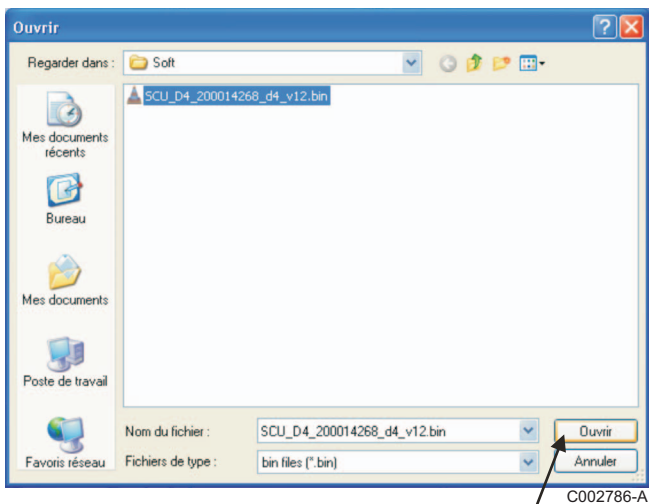 Ouvrir
Regarder dans : Soft
SCU_D4_200014268_d4_v12.bin
Mes documents
récents
Bureau
Mes documents
Poste de travail
Favoris réseau
Nom du fichier : SCU_D4_200014268_d4_v12.bin Ouvrir
Fichiers de type : bin files (*.bin) Annuler
C002786-A